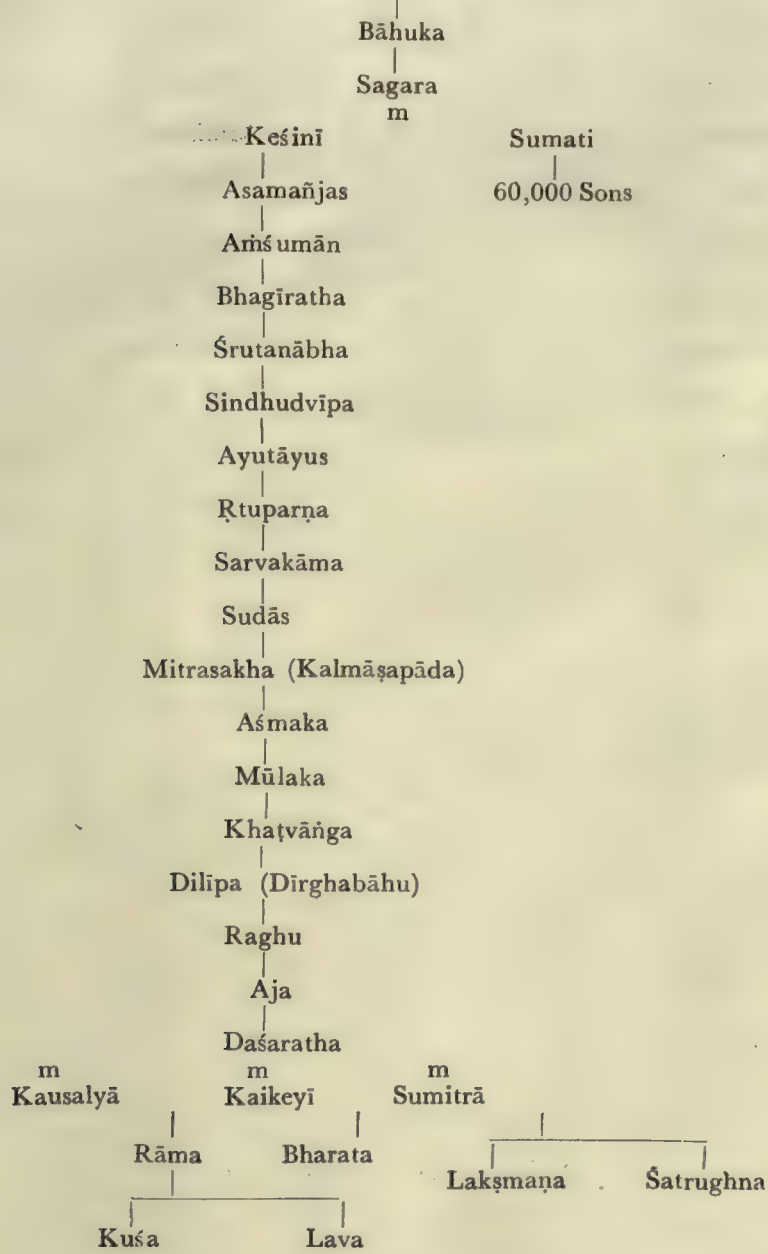 Bāhuka
Sagara
m
Keśinī Sumati
Asamañjas 60,000 Sons
Aṁśumān
Bhagīratha
Śrutanābha
Sindhudvīpa
Ayutāyus
Ṛtuparṇa
Sarvakāma
Sudās
Mitrasakha (Kalmāṣapāda)
Aśmaka
Mūlaka
Khaṭvāṅga
Dilīpa (Dīrghabāhu)
Raghu
Aja
Daśaratha
m m m
Kausalyā Kaikeyī Sumitrā
Rāma Bharata
Lakṣmaṇa Śatrughna
Kuśa Lava